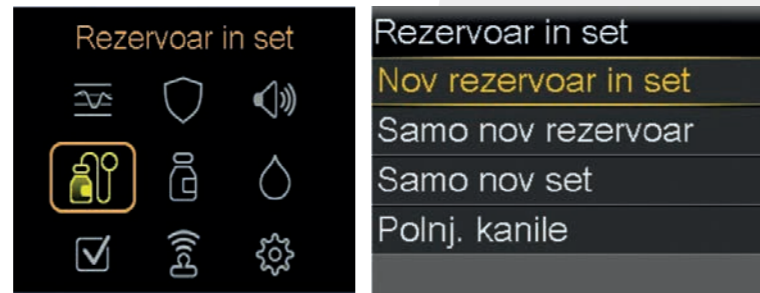 Rezervoar in set
Rezervoar in set
Nov rezervoar in set
Samo nov rezervoar
Samo nov set
Polnj. kanile